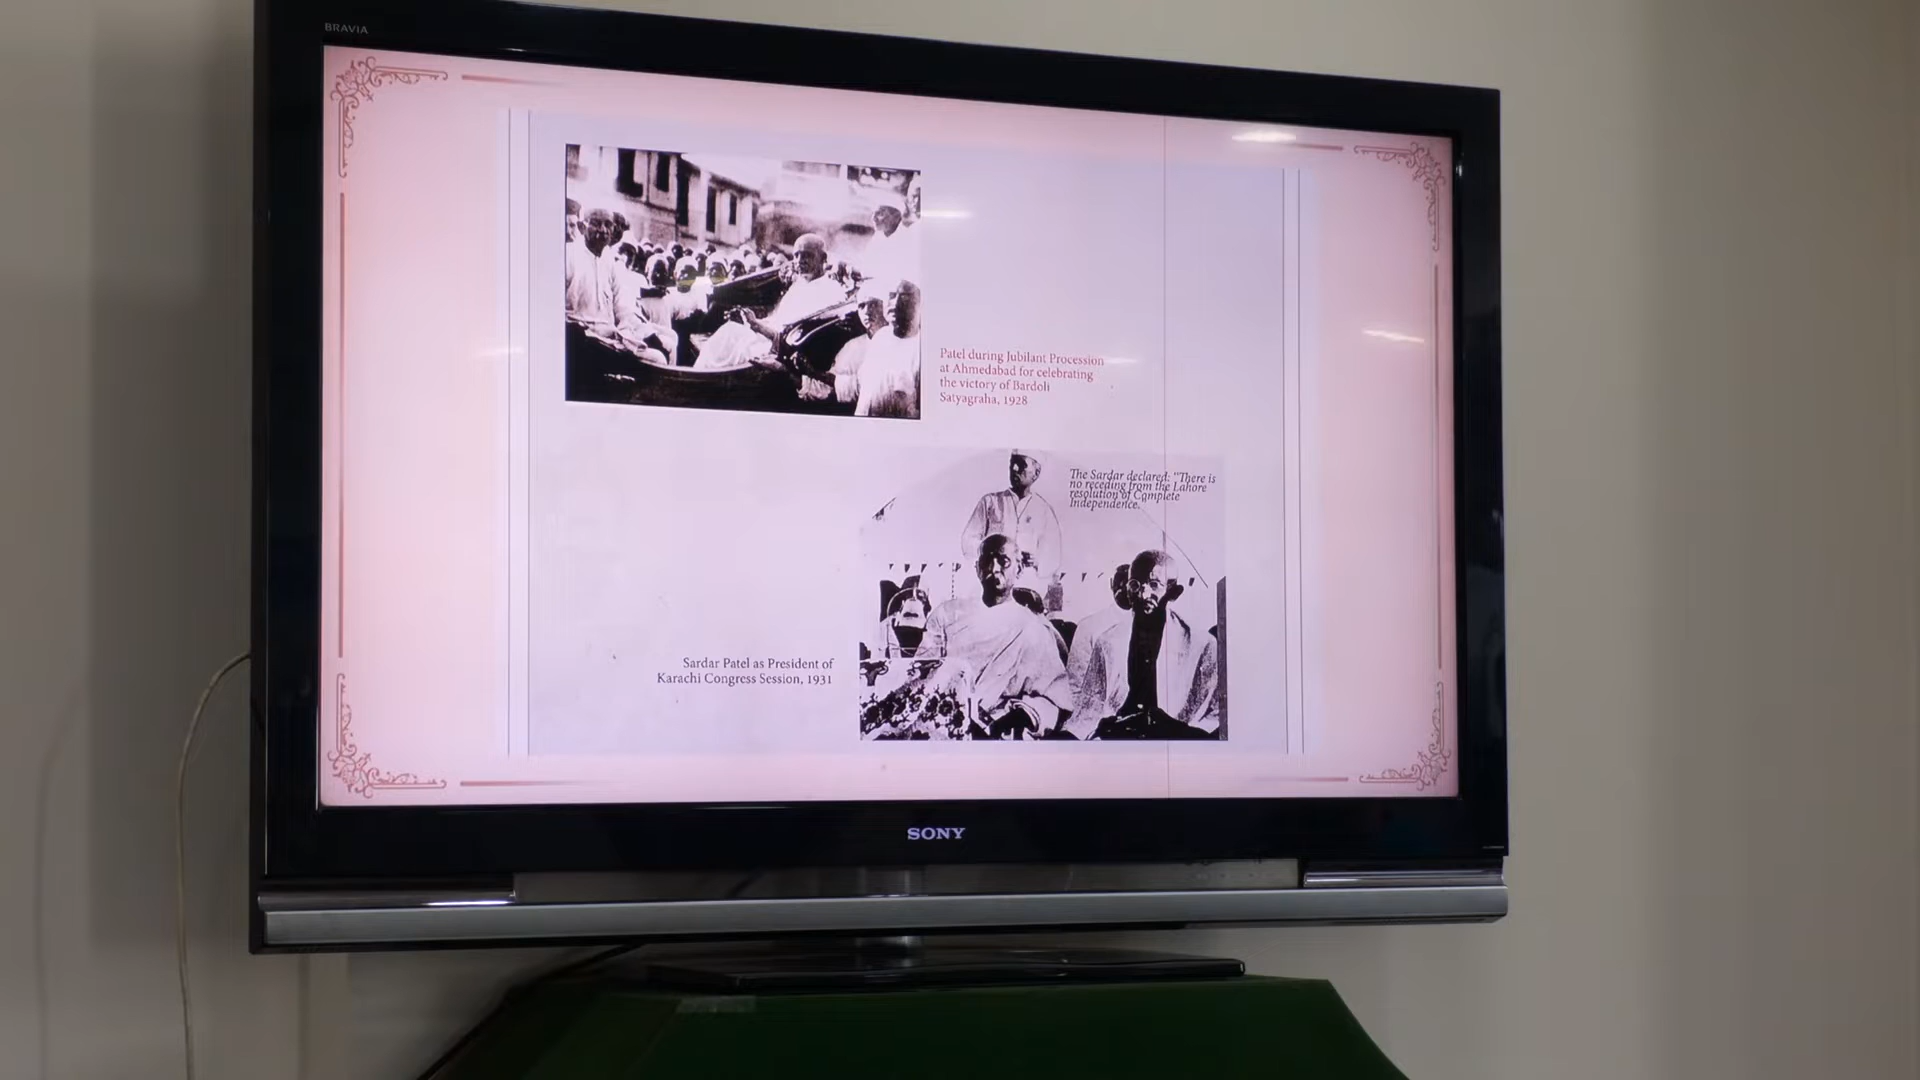 BRAVIA
Patel during Jubilant Procession
at Ahmedabad for celebrating
the victory of Bardoli
Satyagraha, 1928
The Sardar declared: "There is
no receding from the Lahore
resolution of Complete
Independence.
Sardar Patel as President of
Karachi Congress Session, 1931
SONY